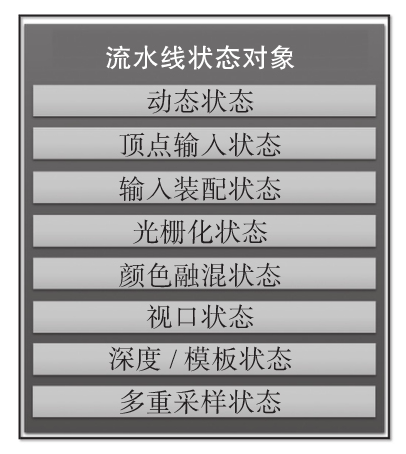 流水线状态对象
动态状态
顶点输入状态
输入装配状态
光栅化状态
颜色融混状态
视口状态
深度 / 模板状态
多重采样状态